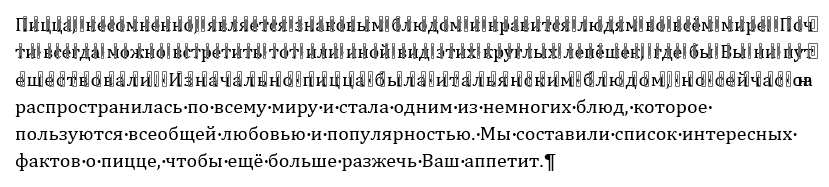 Пицца, несомненно, является знаковым блюдом и нравится людям во всём мире. Поч
ти всегда можно встретить тот или иной вид этих круглых лепёшек, где бы Вы ни пут
ешествовали. Изначально пицца была итальянским блюдом, но сейчас он
распространилась по всему миру и стала одним из немногих блюд, которое
пользуются всеобщей любовью и популярностью. Мы составили список интересных
фактов о пицце, чтобы ещё больше разжечь Ваш аппетит.¶